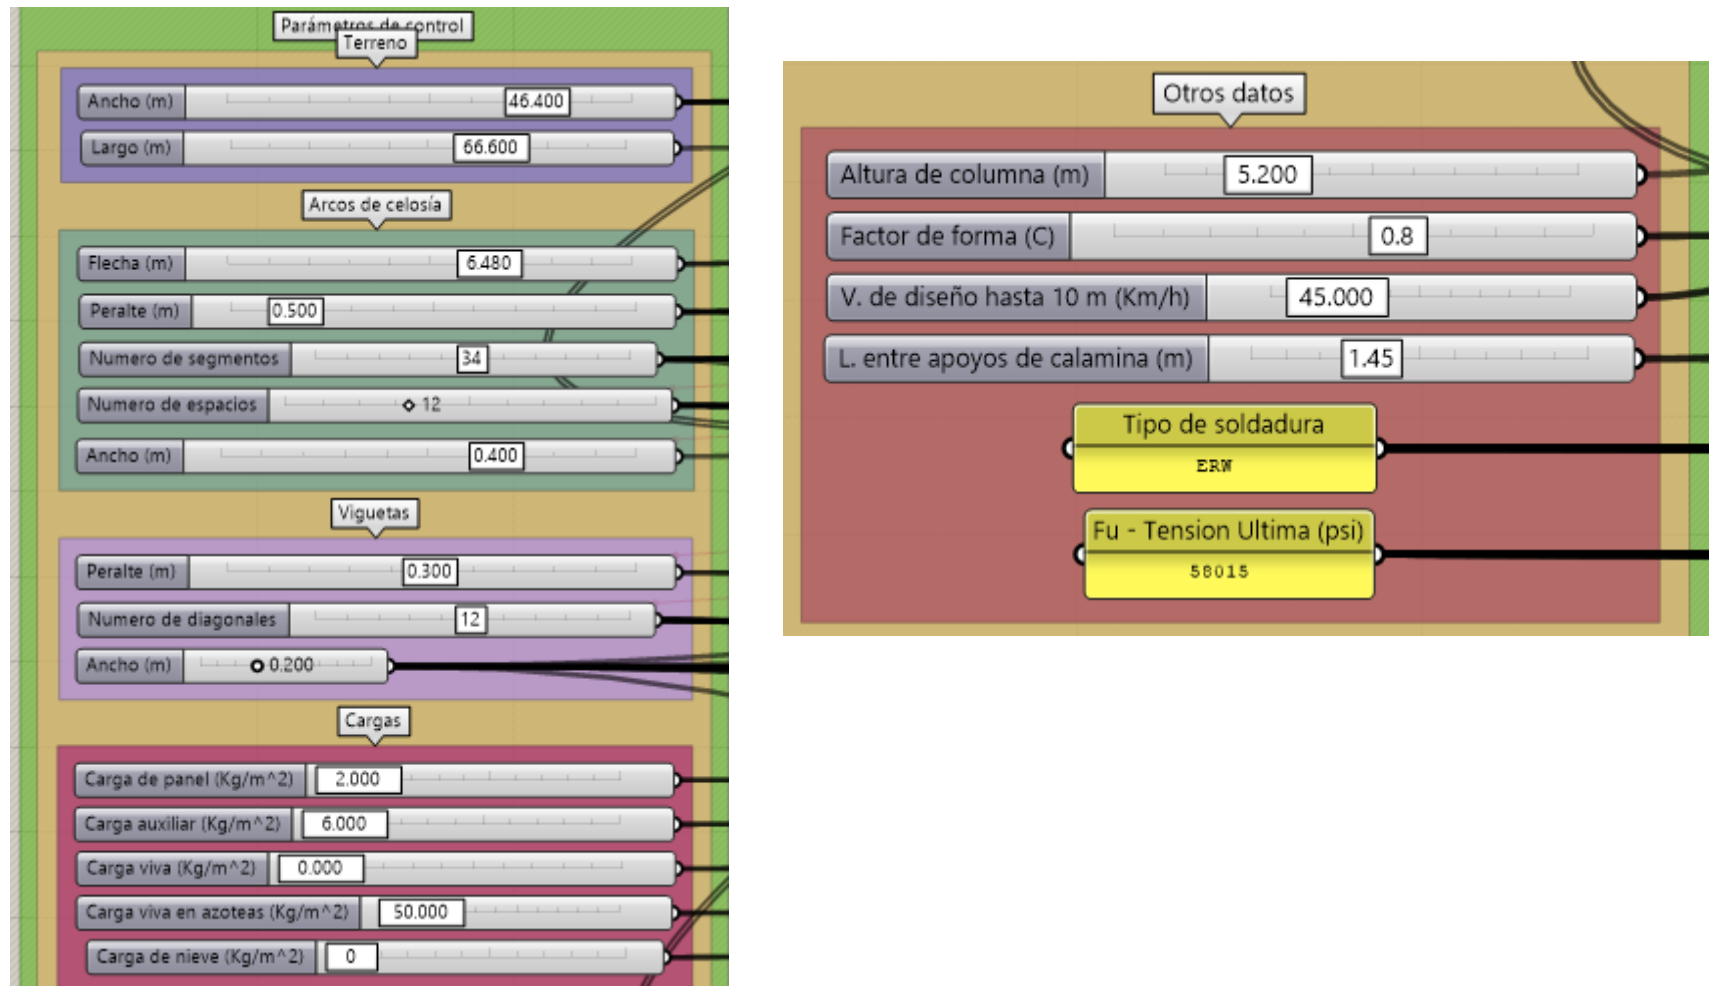 Parámetros de control
Terreno
Ancho (m) 46.400
Largo (m) 66.600
Arcos de celosía
Flecha (m) 6.480
Peralte (m) 0.500
Numero de segmentos 34
Numero de espacios 12
Ancho (m) 0.400
Viguetas
Peralte (m) 0.300
Numero de diagonales 12
Ancho (m) 0.200
Cargas
Carga de panel (Kg/m^2) 2.000
Carga auxiliar (Kg/m^2) 6.000
Carga viva (Kg/m^2) 0.000
Carga viva en azoteas (Kg/m^2) 50.000
Carga de nieve (Kg/m^2) 0
Otros datos
Altura de columna (m) 5.200
Factor de forma (C) 0.8
V. de diseño hasta 10 m (Km/h) 45.000
L. entre apoyos de calamina (m) 1.45
Tipo de soldadura
ERW
Fu - Tension Ultima (psi)
58015